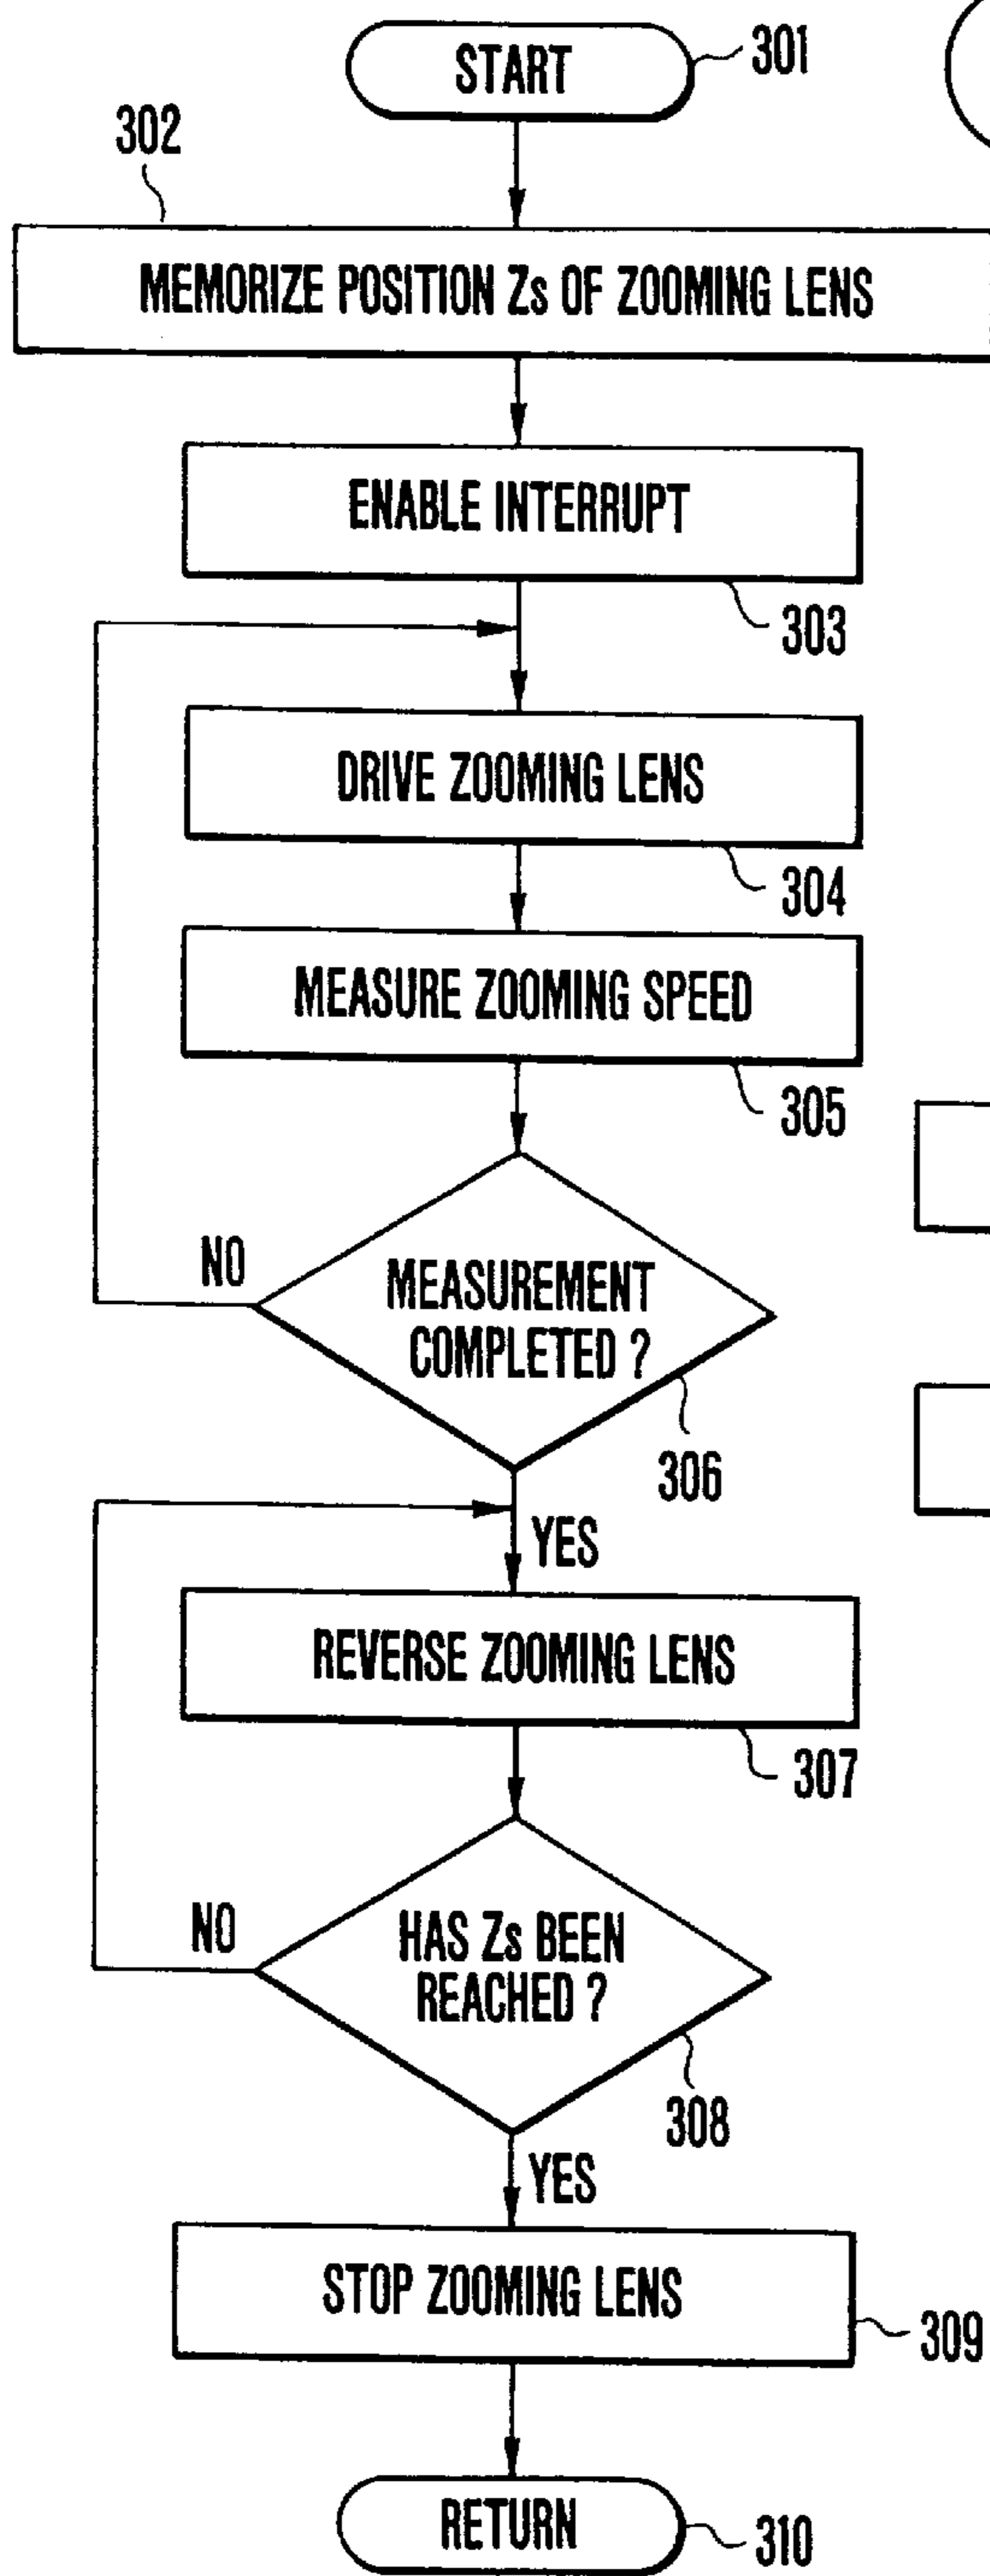 START
301
302
MEMORIZE POSITION Zs OF ZOOMING LENS
ENABLE INTERRUPT
303
DRIVE ZOOMING LENS
304
MEASURE ZOOMING SPEED
305
NO
MEASUREMENT
COMPLETED ?
306
YES
REVERSE ZOOMING LENS
307
NO
HAS Zs BEEN
REACHED ?
308
YES
STOP ZOOMING LENS
309
RETURN
310